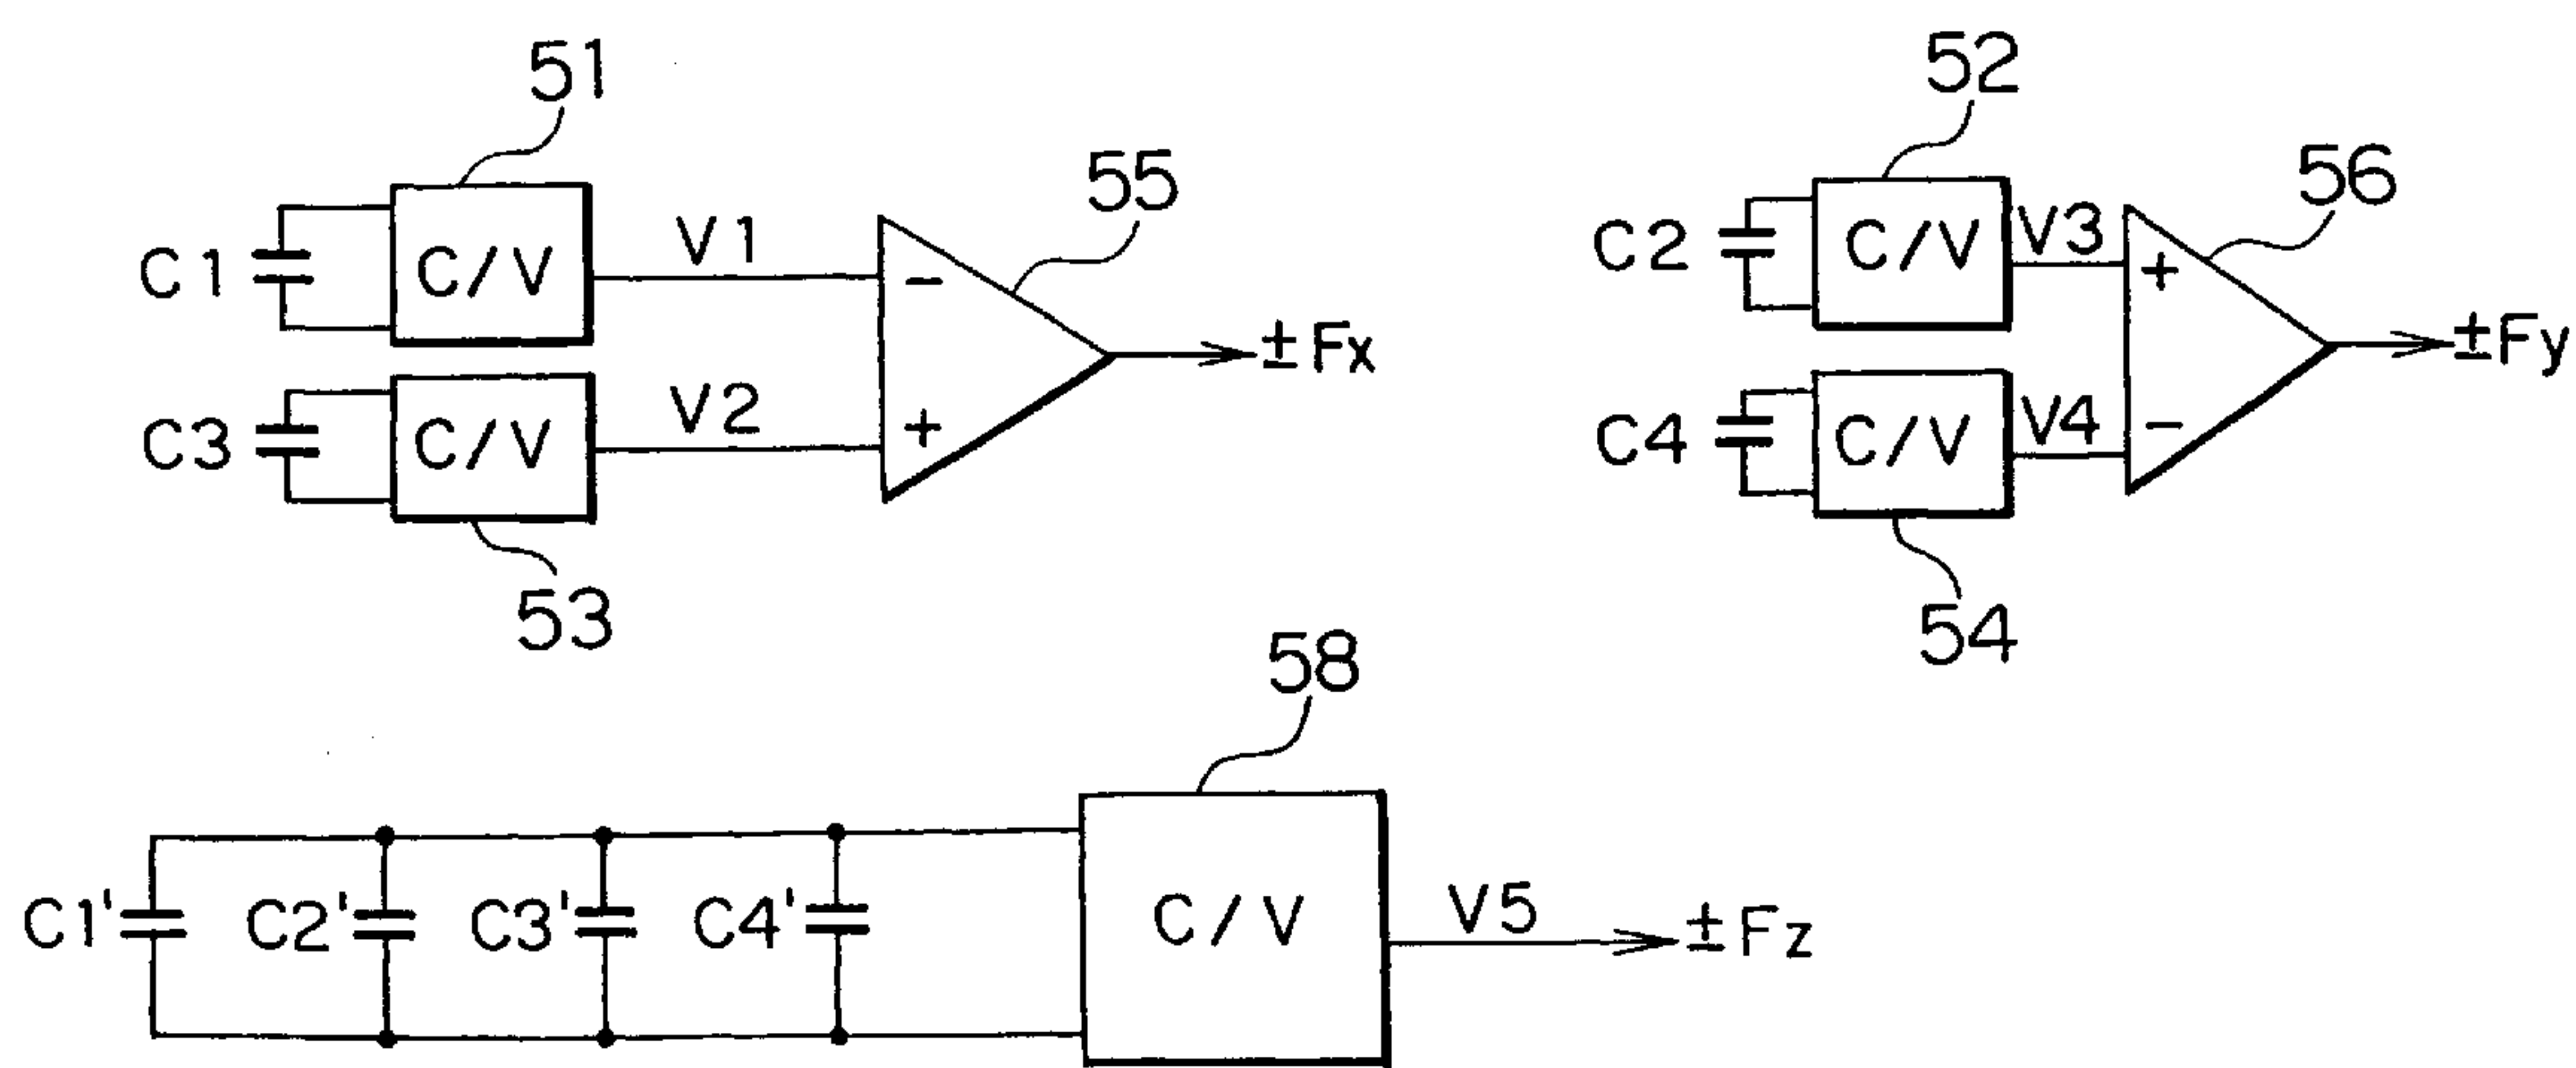 51
C1
C/V
V1
-
55
±Fx
C3
C/V
V2
+
53
52
C2
C/V
V3
+
56
±Fy
C4
C/V
V4
-
54
58
C1'
C2'
C3'
C4'
C/V
V5
±Fz